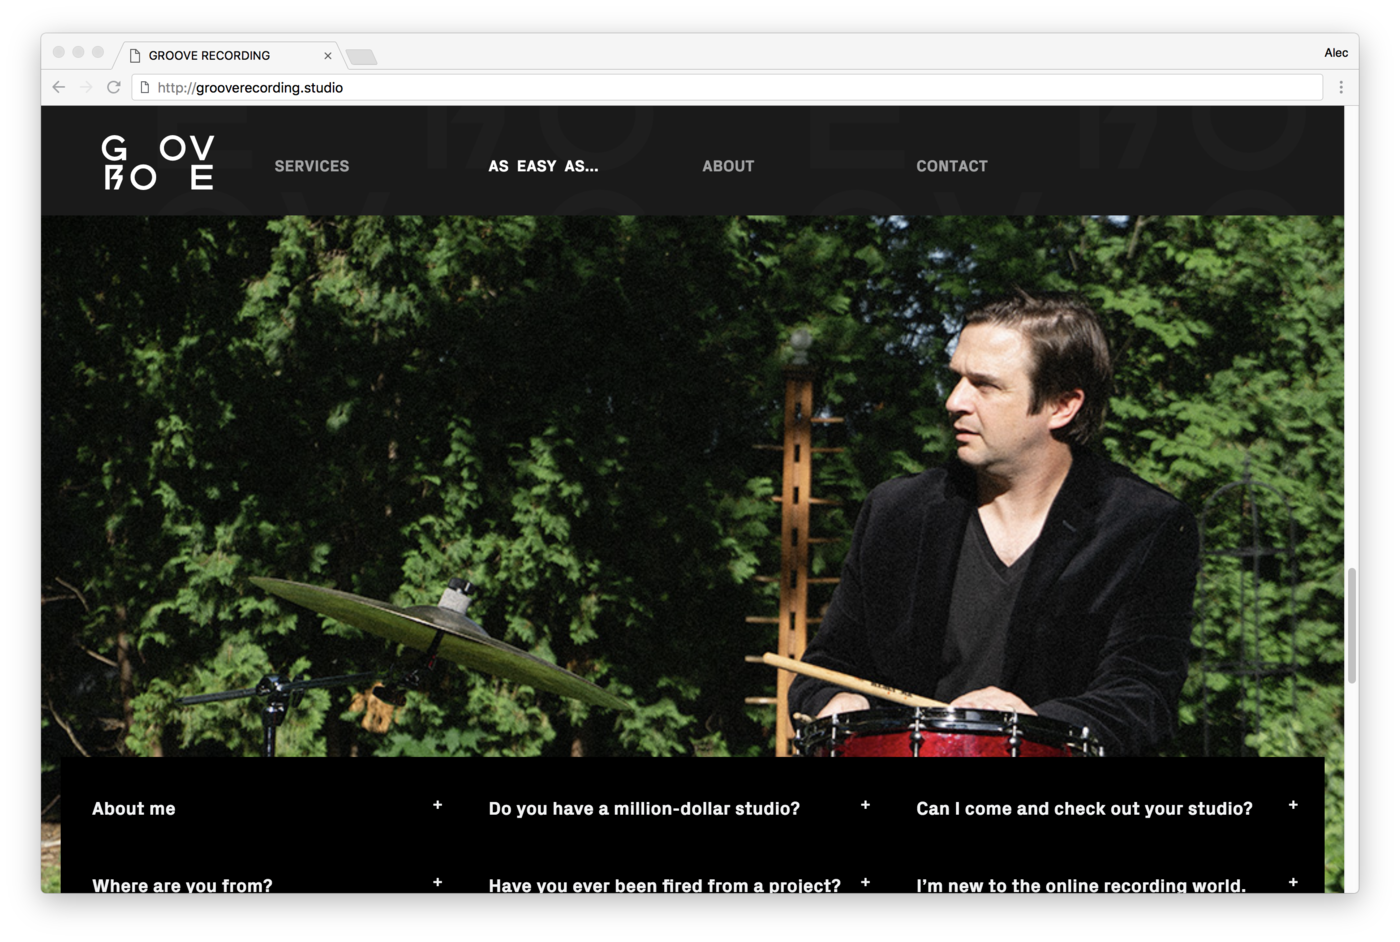 GROOVE RECORDING
Alec
http://grooverecording.studio
G OOV
RO E
SERVICES
AS EASY AS...
ABOUT
CONTACT
About me +
Do you have a million-dollar studio? +
Can I come and check out your studio? +
Where are you from? +
Have you ever been fired from a project? +
I'm new to the online recording world. +